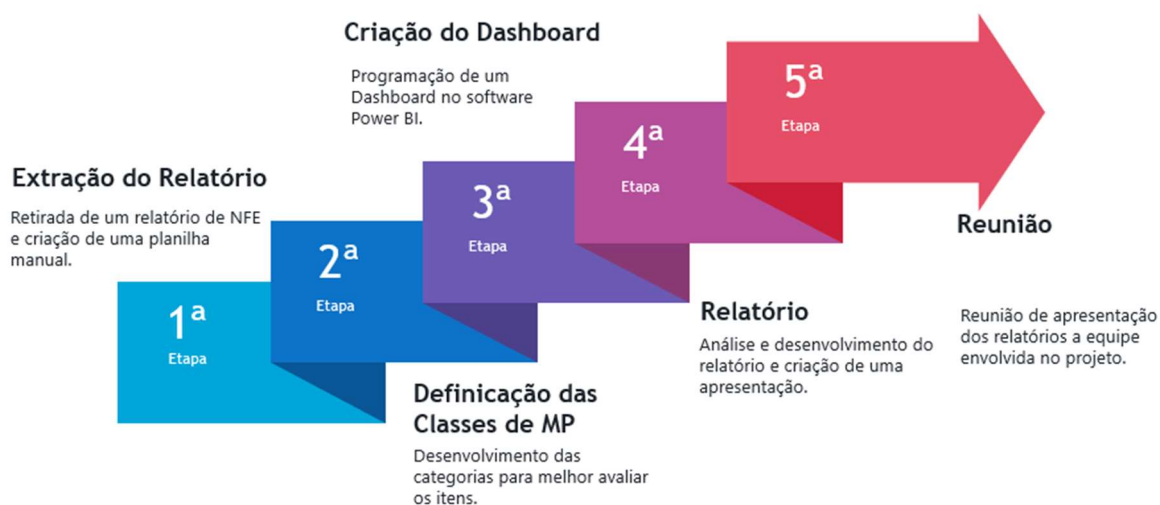 Extração do Relatório
Retirada de um relatório de NFE
e criação de uma planilha
manual.
1ª
Etapa
2ª
Etapa
Definicação das
Classes de MP
Desenvolvimento das
categorias para melhor avaliar
os itens.
Criação do Dashboard
Programação de um
Dashboard no software
Power BI.
3ª
Etapa
4ª
Etapa
Relatório
Análise e desenvolvimento do
relatório e criação de uma
apresentação.
5ª
Etapa
Reunião
Reunião de apresentação
dos relatórios a equipe
envolvida no projeto.